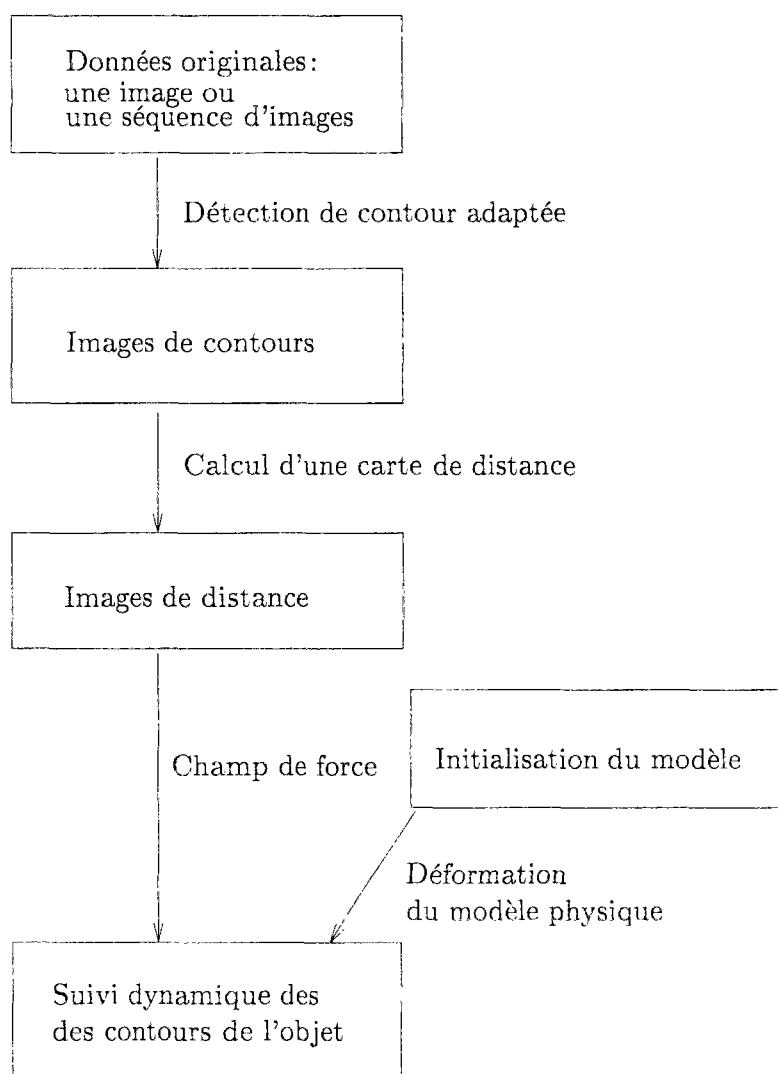 Données originales:
une image ou
une séquence d'images
Détection de contour adaptée
Images de contours
Calcul d'une carte de distance
Images de distance
Champ de force
Initialisation du modèle
Déformation
du modèle physique
Suivi dynamique des
des contours de l'objet